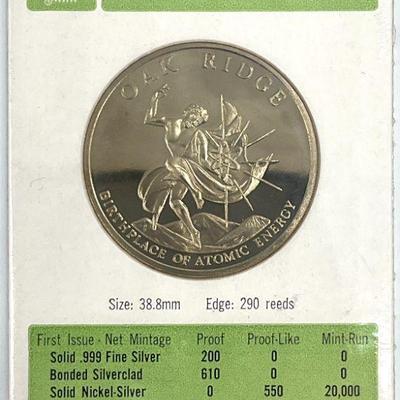 OAK RIDGE
BIRTHPLACE OF ATOMIC ENERGY
Size: 38.8mm Edge: 290 reeds
First Issue - Net Mintage Proof Proof-Like Mint-Run
Solid .999 Fine Silver 200 0 0
Bonded Silverclad 610 0 0
Solid Nickel-Silver 0 550 20,000